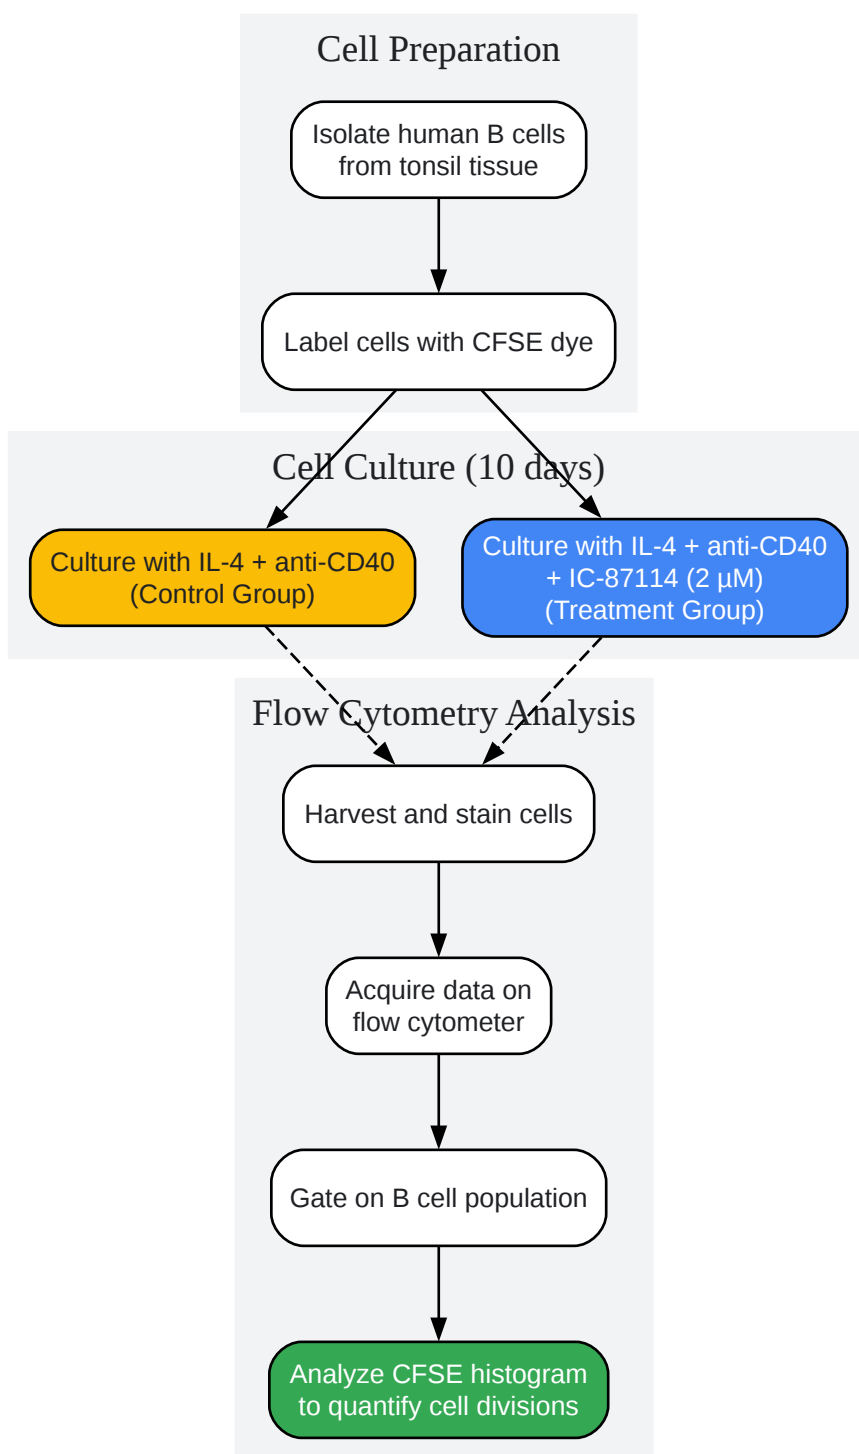 Cell Preparation
Isolate human B cells
from tonsil tissue
Label cells with CFSE dye
Cell Culture (10 days)
Culture with IL-4 + anti-CD40
(Control Group)
Culture with IL-4 + anti-CD40
+ IC-87114 (2 µM)
(Treatment Group)
Flow Cytometry Analysis
Harvest and stain cells
Acquire data on
flow cytometer
Gate on B cell population
Analyze CFSE histogram
to quantify cell divisions